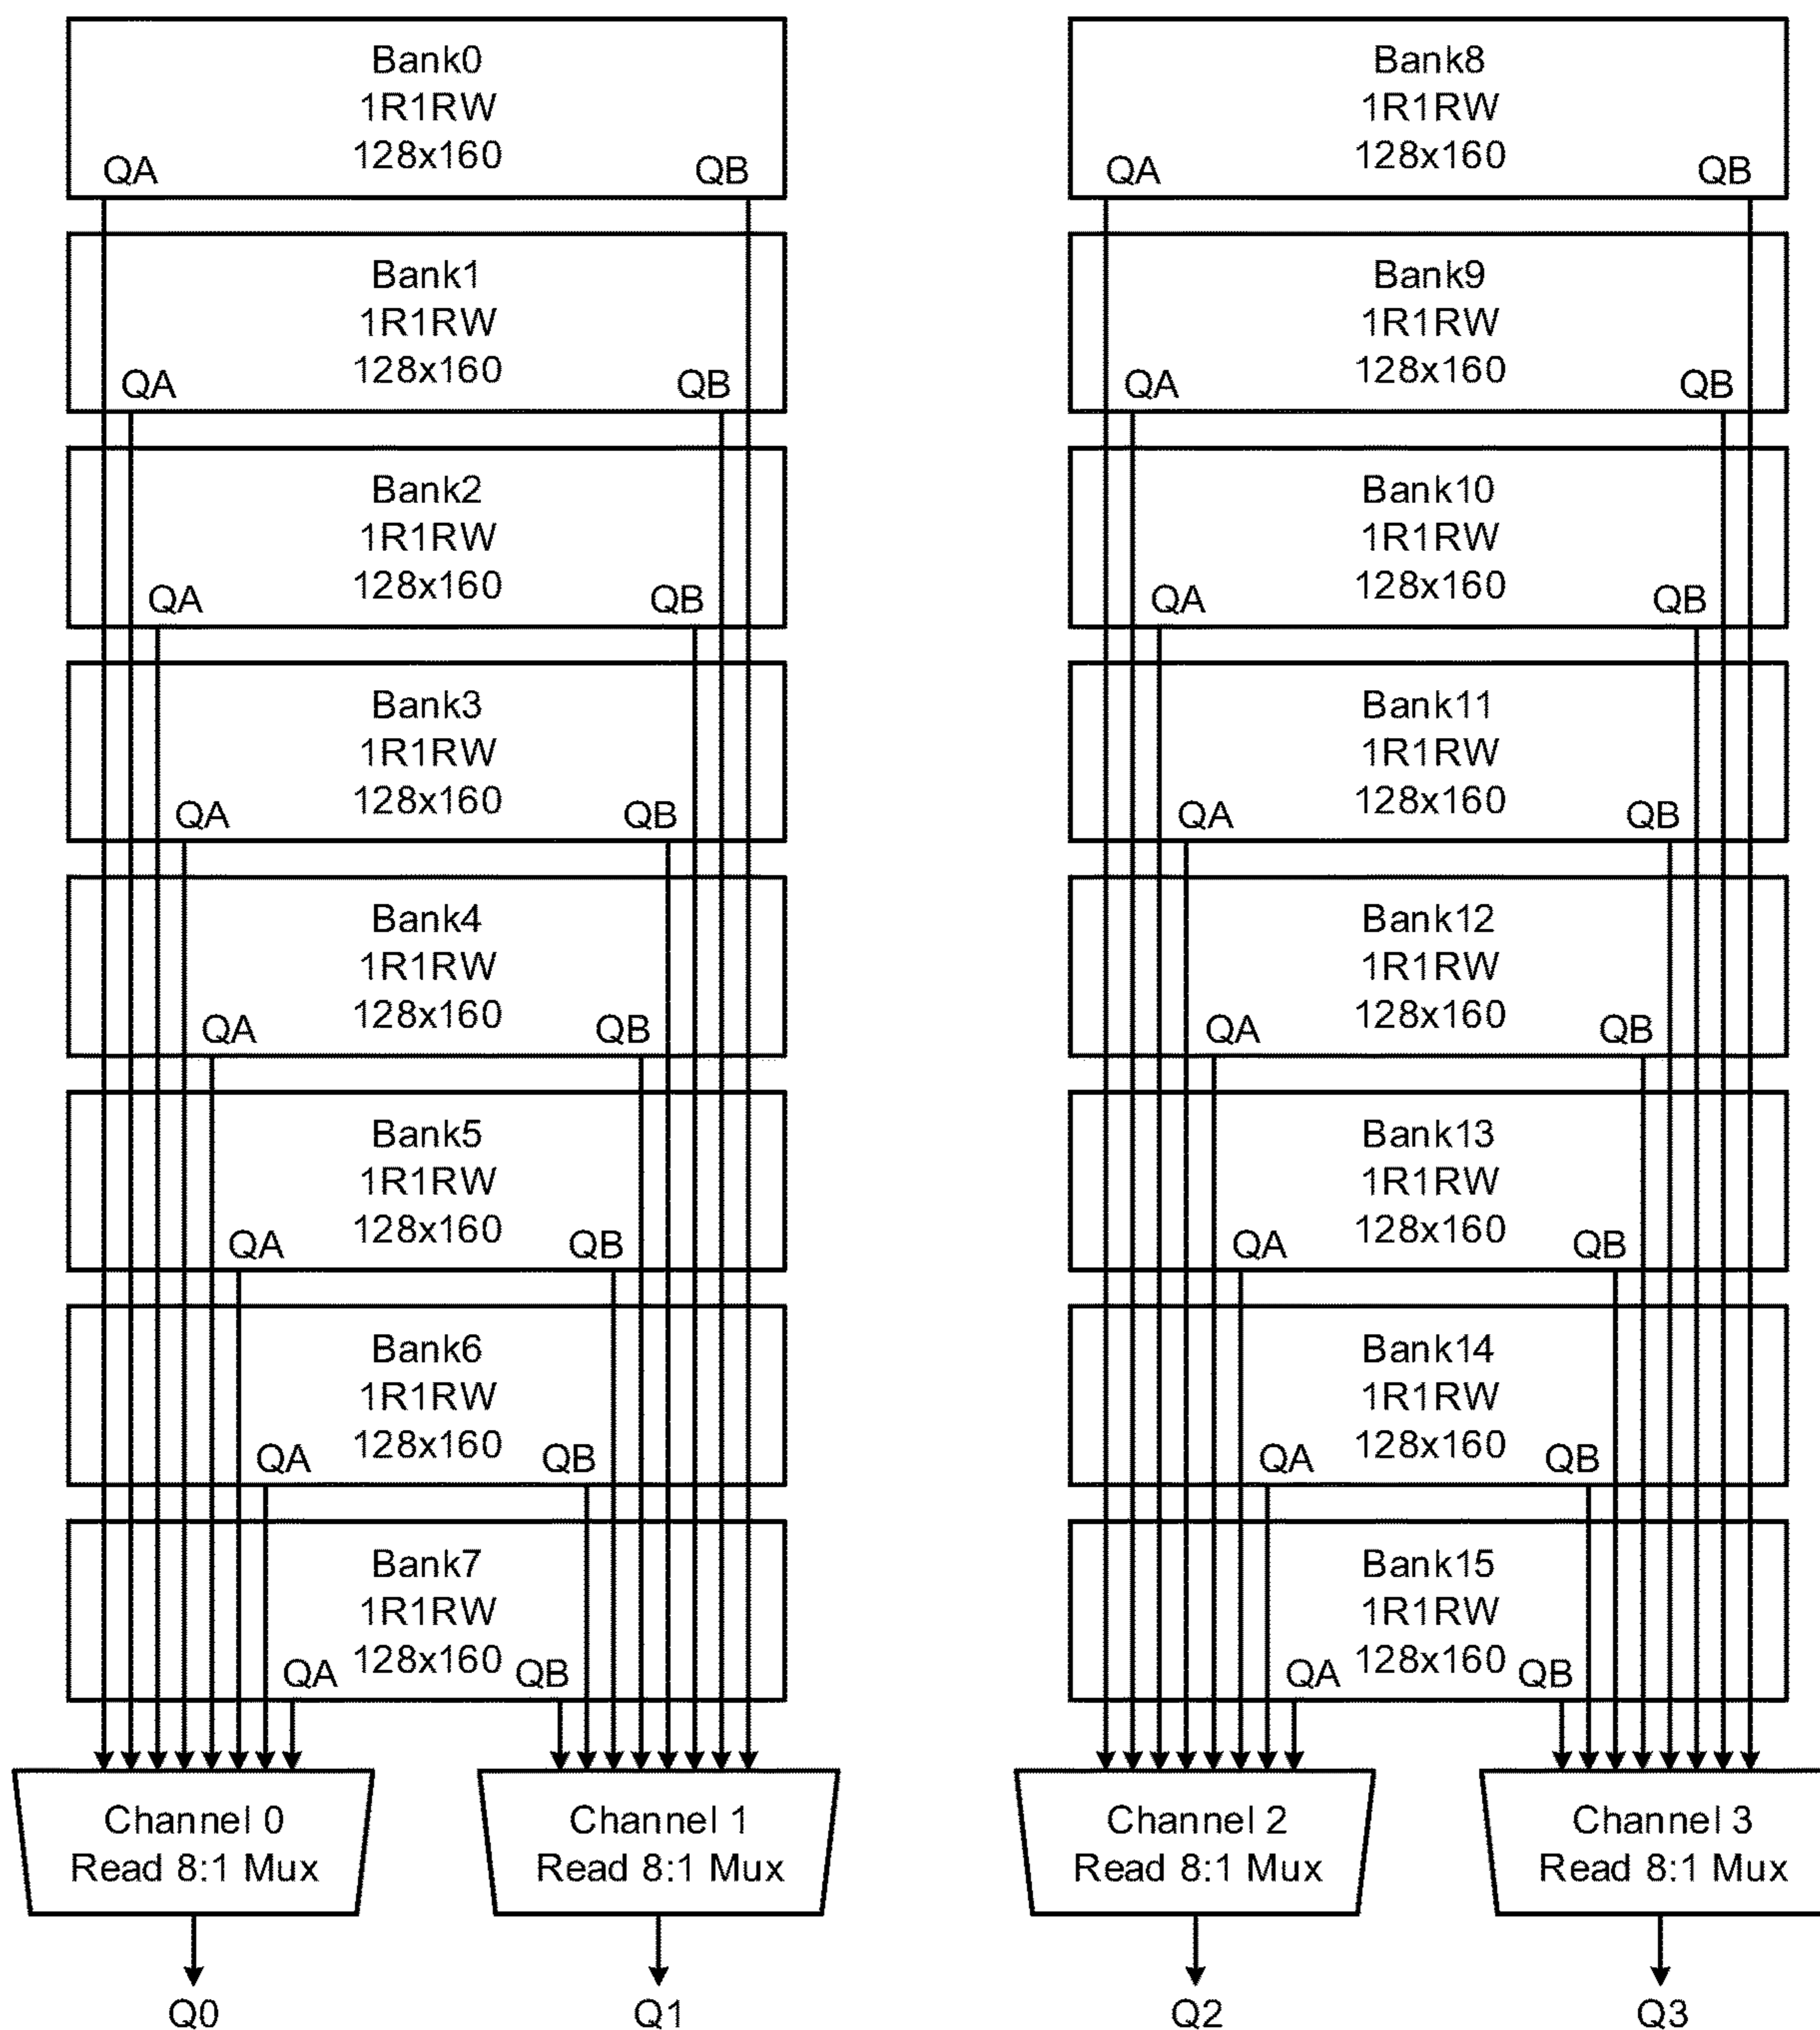 Bank0
1R1RW
128x160
QA QB
Bank1
1R1RW
128x160
QA QB
Bank2
1R1RW
128x160
QA QB
Bank3
1R1RW
128x160
QA QB
Bank4
1R1RW
128x160
QA QB
Bank5
1R1RW
128x160
QA QB
Bank6
1R1RW
128x160
QA QB
Bank7
1R1RW
128x160
QA QB
Channel 0
Read 8:1 Mux
Q0
Channel 1
Read 8:1 Mux
Q1
Bank8
1R1RW
128x160
QA QB
Bank9
1R1RW
128x160
QA QB
Bank10
1R1RW
128x160
QA QB
Bank11
1R1RW
128x160
QA QB
Bank12
1R1RW
128x160
QA QB
Bank13
1R1RW
128x160
QA QB
Bank14
1R1RW
128x160
QA QB
Bank15
1R1RW
128x160
QA QB
Channel 2
Read 8:1 Mux
Q2
Channel 3
Read 8:1 Mux
Q3